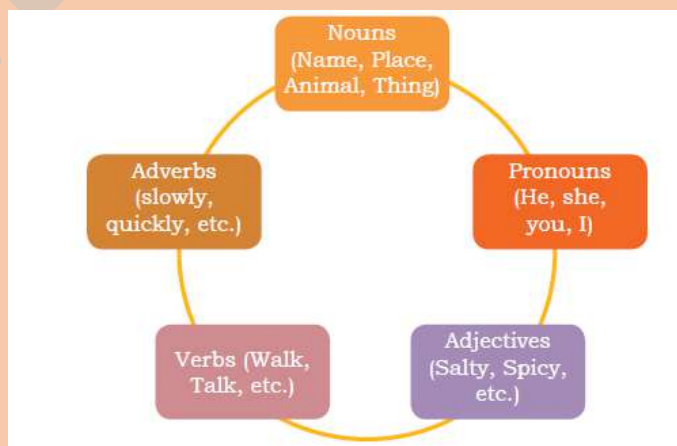 Nouns
(Name, Place,
Animal, Thing)
Pronouns
(He, she,
you, I)
Adjectives
(Salty, Spicy,
etc.)
Verbs (Walk,
Talk, etc.)
Adverbs
(slowly,
quickly, etc.)